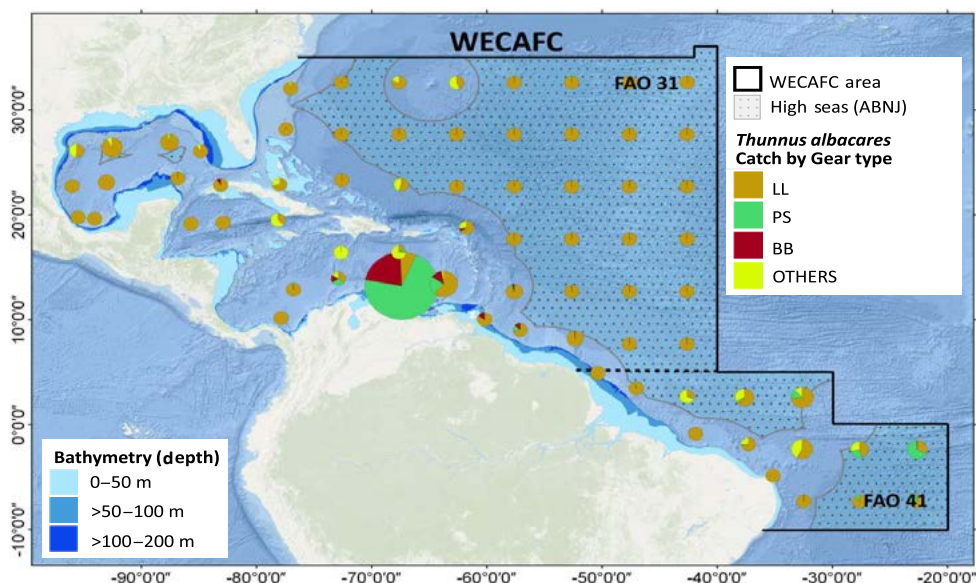 WECAFC
FAO 31
WECAFC area
High seas (ABNJ)
Thunnus albacares
Catch by Gear type
LL
PS
BB
OTHERS
30°0'0"
20°0'0"
10°0'0"
0°0'0"
-10°0'0"
Bathymetry (depth)
0–50 m
>50–100 m
>100–200 m
FAO 41
-90°0'0" -80°0'0" -70°0'0" -60°0'0" -50°0'0" -40°0'0" -30°0'0" -20°0'0"